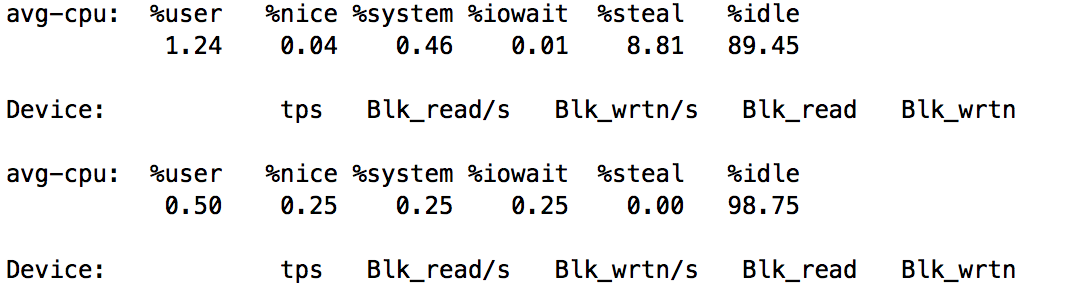 avg-cpu:  %user   %nice %system %iowait  %steal   %idle
           1.24    0.04    0.46    0.01    8.81   89.45
Device:            tps   Blk_read/s   Blk_wrtn/s   Blk_read   Blk_wrtn
avg-cpu:  %user   %nice %system %iowait  %steal   %idle
           0.50    0.25    0.25    0.25    0.00   98.75
Device:            tps   Blk_read/s   Blk_wrtn/s   Blk_read   Blk_wrtn